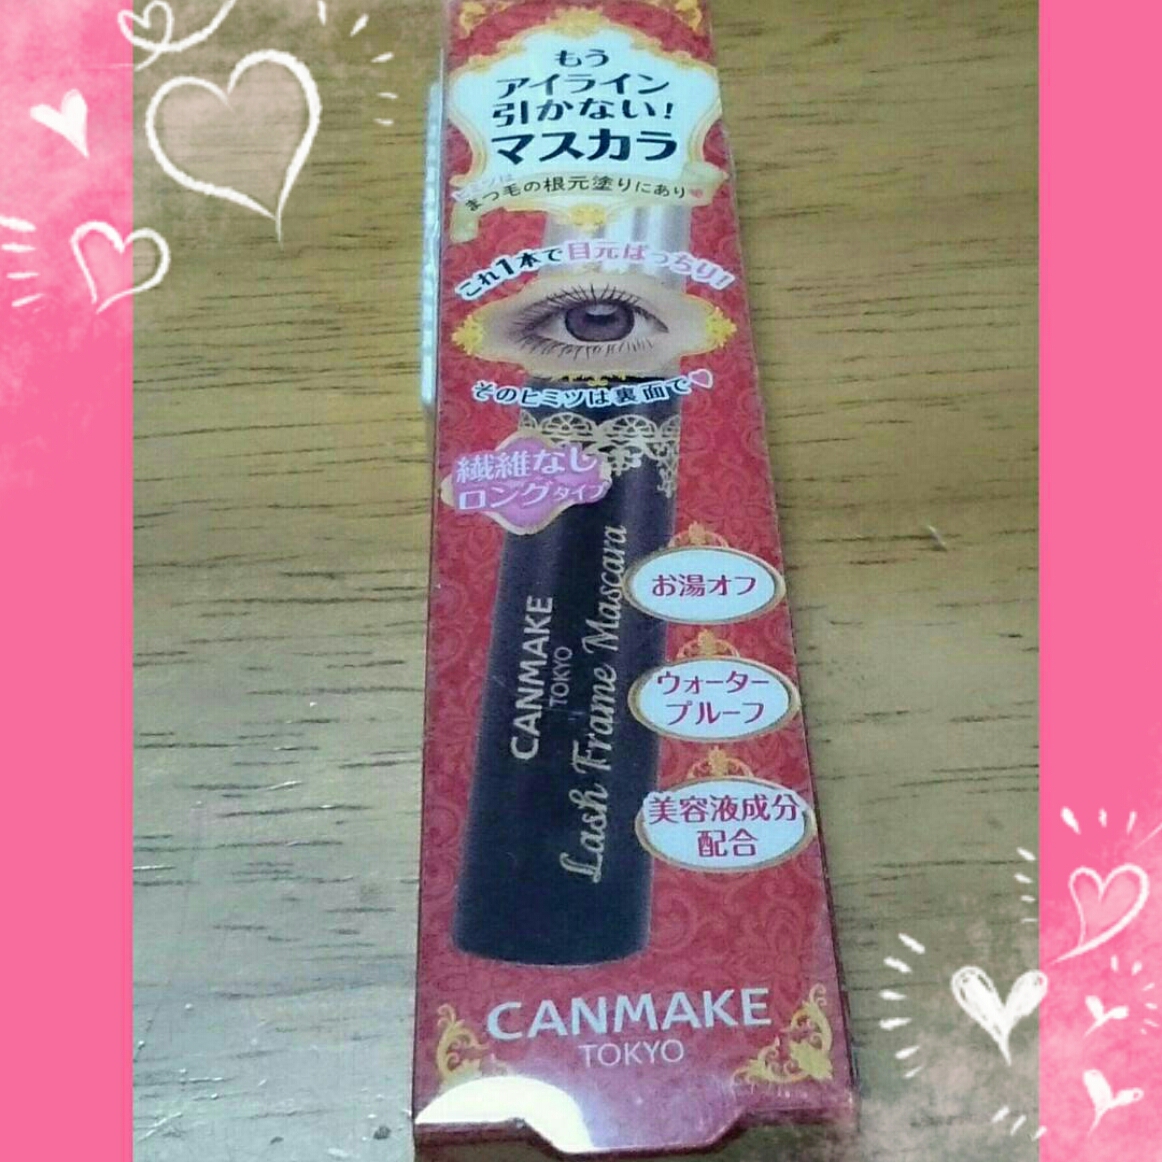 もう
アイライン
引かない!
マスカラ
ヒミツは
まつ毛の根元塗りにあり
これ1本で目元ぱっちり!
そのヒミツは裏面で
繊維なし
ロングタイプ
お湯オフ
ウォーター
プルーフ
美容液成分
配合
CANMAKE
TOKYO
Lash Frame Mascara
CANMAKE
TOKYO